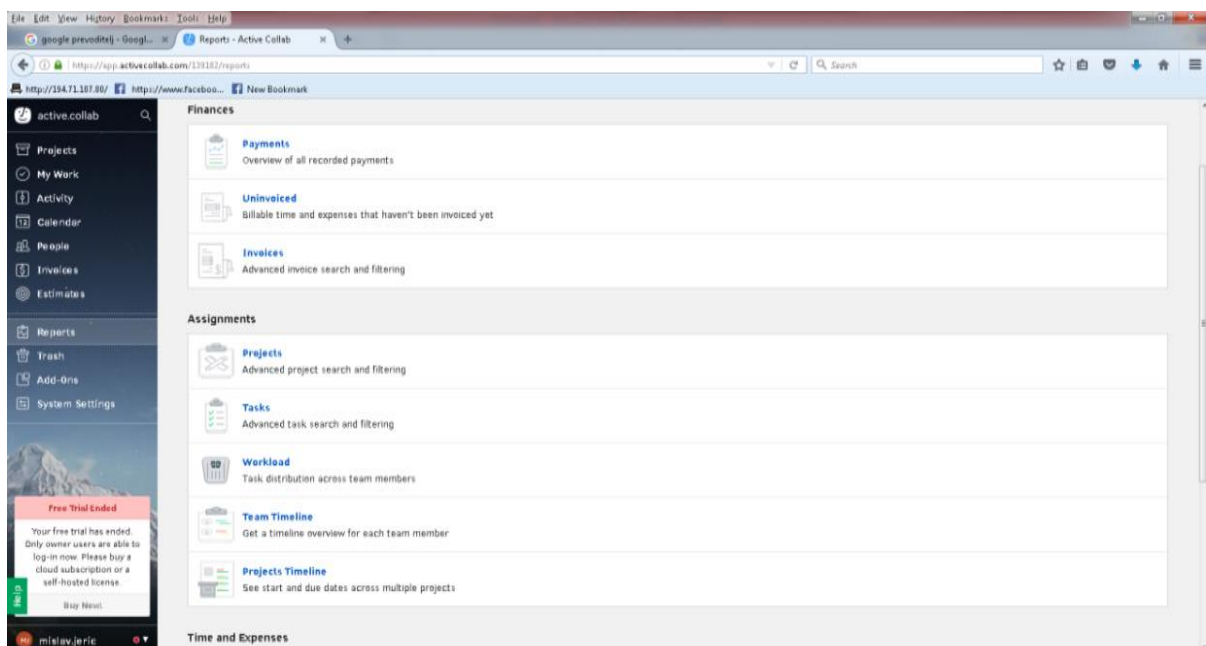 File Edit View History Bookmarks Tools Help
google prevoditelj - Googl... Reports - Active Collab
https://app.activecollab.com/139182/reports
Search
http://194.71.107.80/ https://www.faceboo... New Bookmark
active.collab
Projects
My Work
Activity
Calendar
People
Invoices
Estimates
Reports
Trash
Add-Ons
System Settings
Free Trial Ended
Your free trial has ended.
Only owner users are able to
log-in now. Please buy a
cloud subscription or a
self-hosted license.
Buy Now!
Help
mislav.jeric
Finances
Payments
Overview of all recorded payments
Uninvoiced
Billable time and expenses that haven't been invoiced yet
Invoices
Advanced invoice search and filtering
Assignments
Projects
Advanced project search and filtering
Tasks
Advanced task search and filtering
Workload
Task distribution across team members
Team Timeline
Get a timeline overview for each team member
Projects Timeline
See start and due dates across multiple projects
Time and Expenses